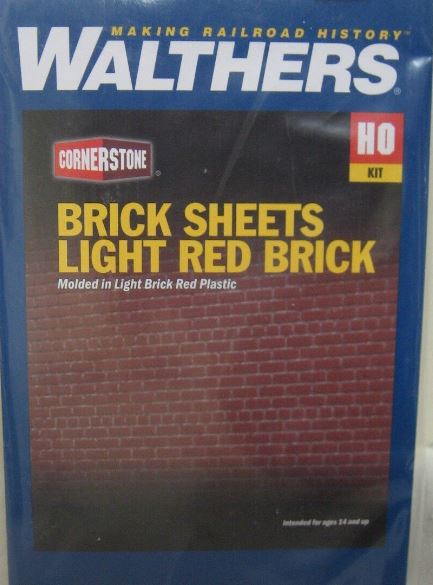 MAKING RAILROAD HISTORY™
WALTHERS®
CORNERSTONE®
HO
KIT
BRICK SHEETS
LIGHT RED BRICK
Molded in Light Brick Red Plastic
Intended for ages 14 and up